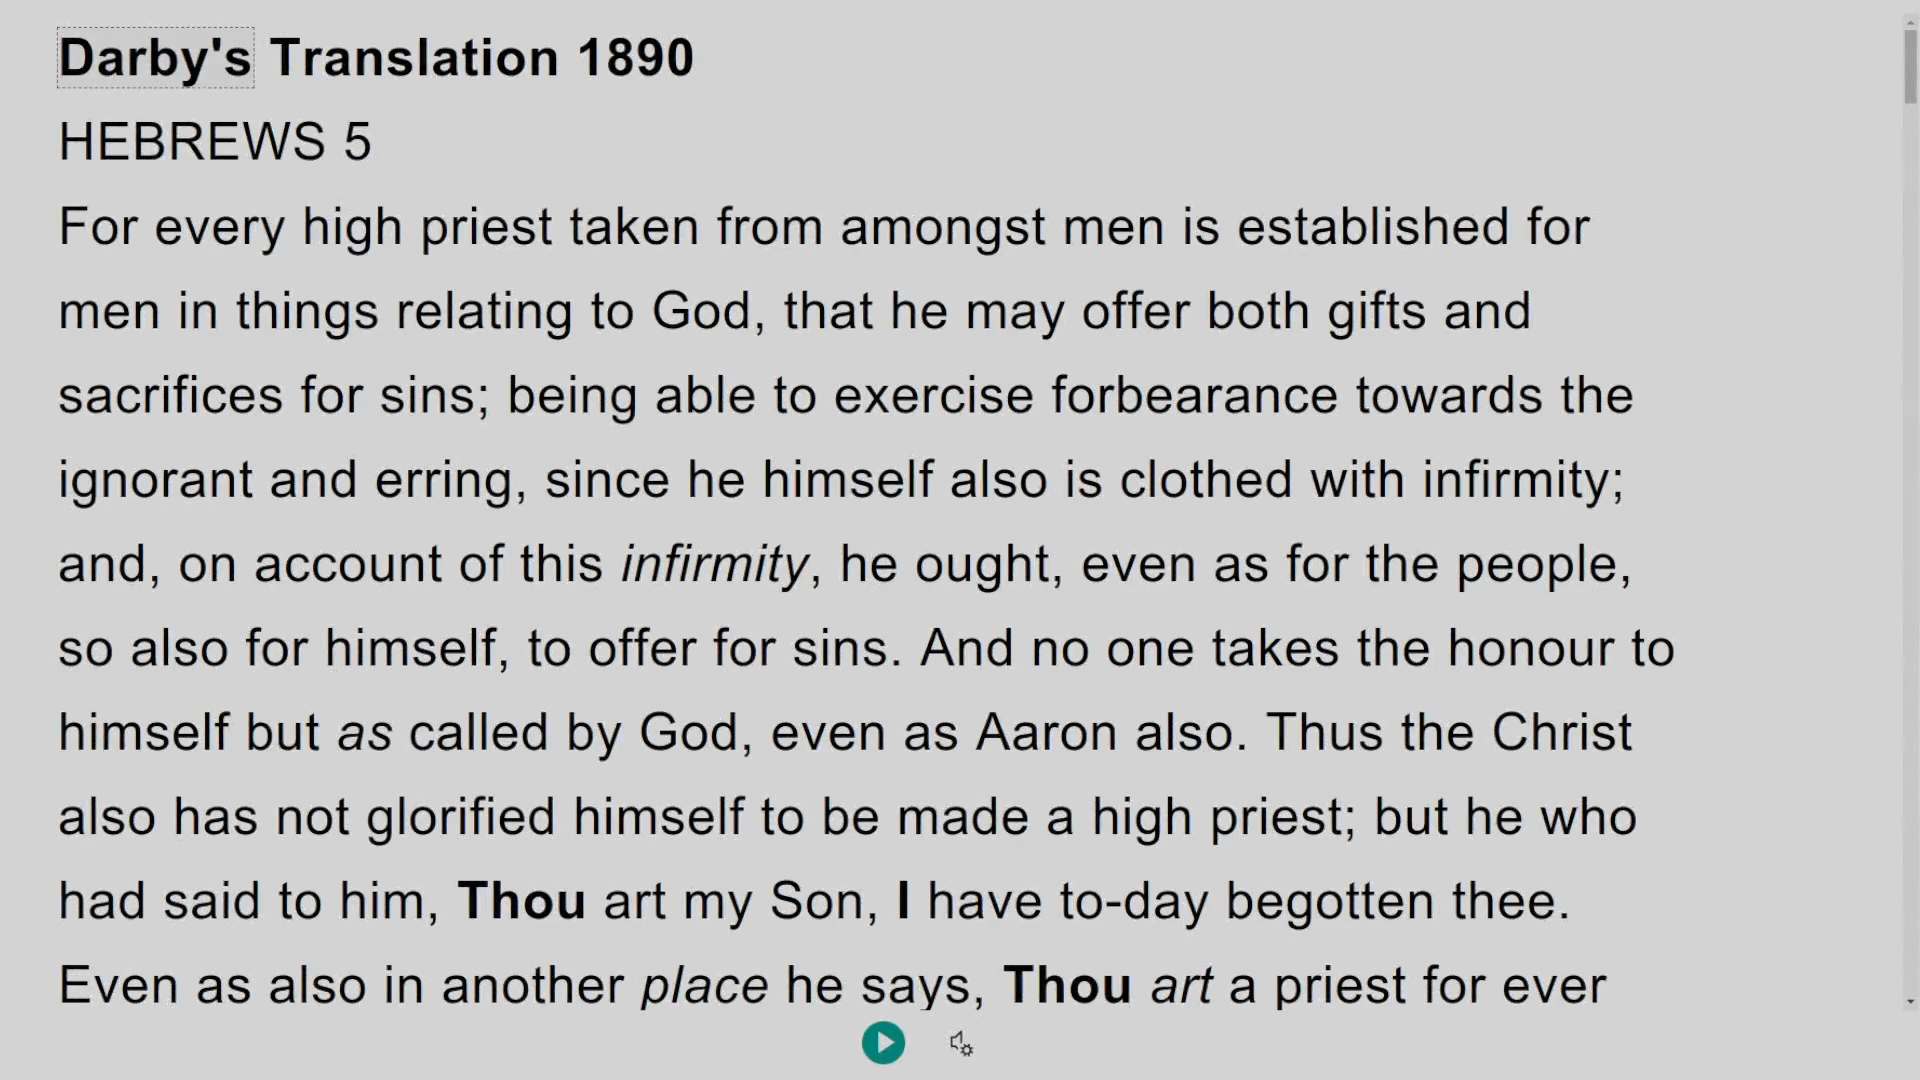 Darby's Translation 1890
HEBREWS 5
For every high priest taken from amongst men is established for
men in things relating to God, that he may offer both gifts and
sacrifices for sins; being able to exercise forbearance towards the
ignorant and erring, since he himself also is clothed with infirmity;
and, on account of this infirmity, he ought, even as for the people,
so also for himself, to offer for sins. And no one takes the honour to
himself but as called by God, even as Aaron also. Thus the Christ
also has not glorified himself to be made a high priest; but he who
had said to him, Thou art my Son, I have to-day begotten thee.
Even as also in another place he says, Thou art a priest for ever